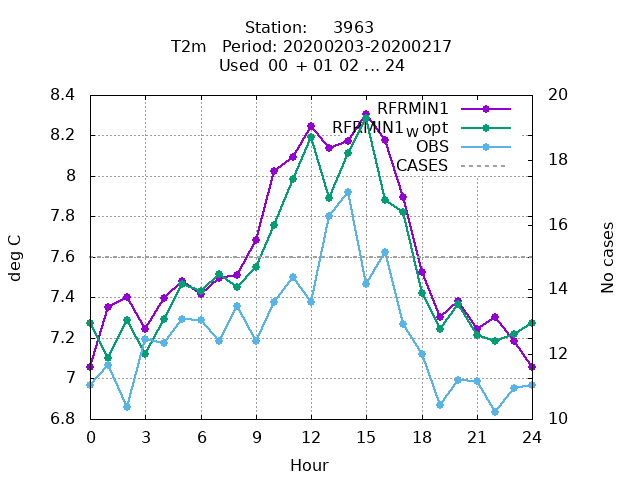 Station: 3963
T2m Period: 20200203-20200217
Used 00 + 01 02 ... 24
8.4
8.2
8
7.8
7.6
7.4
7.2
7
6.8
20
18
16
14
12
10
RFRMIN1
RFRMIN1w opt
OBS
CASES
deg C
No cases
0 3 6 9 12 15 18 21 24
Hour